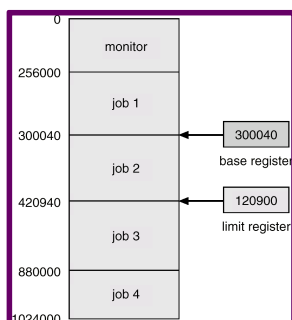 0
monitor
256000
job 1
300040
300040
base register
job 2
420940
120900
limit register
job 3
880000
job 4
1024000